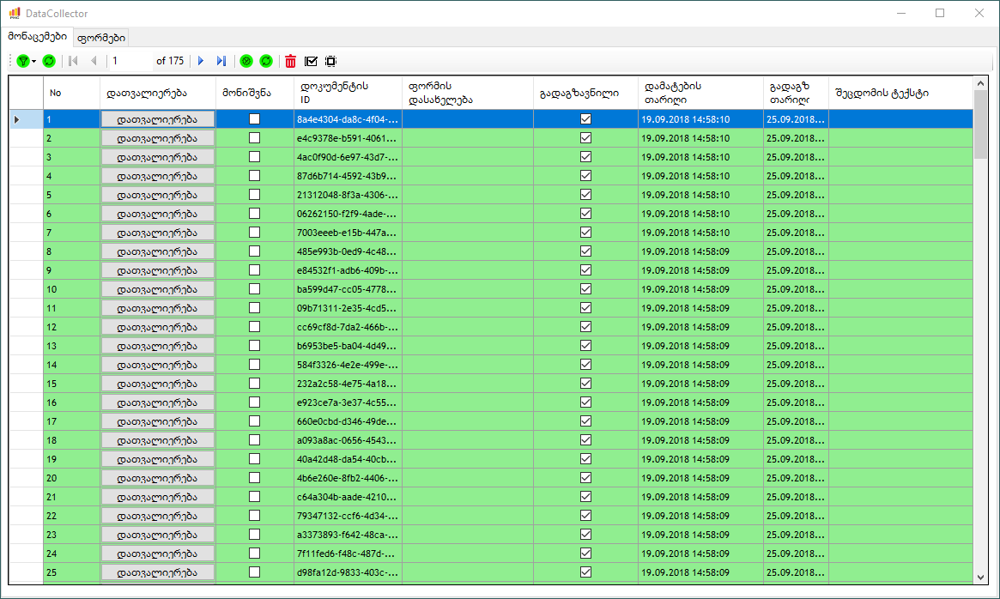 DataCollector
მონაცემები ფორმები
1 of 175
No დათვალიერება მონიშვნა დოკუმენტის ID ფორმის დასახელება გადაგზავნილი დამატების თარიღი გადაგზ თარიღი შეცდომის ტექსტი
1 დათვალიერება 8a4e4304-da8c-4f04-... 19.09.2018 14:58:10 25.09.2018...
2 დათვალიერება e4c9378e-b591-4061... 19.09.2018 14:58:10 25.09.2018...
3 დათვალიერება 4ac0f90d-6e97-43d7-... 19.09.2018 14:58:10 25.09.2018...
4 დათვალიერება 87d6b714-4592-43b9... 19.09.2018 14:58:10 25.09.2018...
5 დათვალიერება 21312048-8f3a-4306-... 19.09.2018 14:58:10 25.09.2018...
6 დათვალიერება 06262150-f2f9-4ade-... 19.09.2018 14:58:10 25.09.2018...
7 დათვალიერება 7003eeeb-e15b-447a... 19.09.2018 14:58:10 25.09.2018...
8 დათვალიერება 485e993b-0ed9-4c48... 19.09.2018 14:58:09 25.09.2018...
9 დათვალიერება e84532f1-adb6-409b-... 19.09.2018 14:58:09 25.09.2018...
10 დათვალიერება ba599d47-cc05-4778... 19.09.2018 14:58:09 25.09.2018...
11 დათვალიერება 09b71311-2e35-4cd5... 19.09.2018 14:58:09 25.09.2018...
12 დათვალიერება cc69cf8d-7da2-466b-... 19.09.2018 14:58:09 25.09.2018...
13 დათვალიერება b6953be5-ba04-4d49... 19.09.2018 14:58:09 25.09.2018...
14 დათვალიერება 584f3326-4e2e-499e-... 19.09.2018 14:58:09 25.09.2018...
15 დათვალიერება 232a2c58-4e75-4a18... 19.09.2018 14:58:09 25.09.2018...
16 დათვალიერება e923ce7a-3e37-4c55... 19.09.2018 14:58:09 25.09.2018...
17 დათვალიერება 660e0cbd-d346-49de... 19.09.2018 14:58:09 25.09.2018...
18 დათვალიერება a093a8ac-0656-4543... 19.09.2018 14:58:09 25.09.2018...
19 დათვალიერება 40a42d48-da54-40cb... 19.09.2018 14:58:09 25.09.2018...
20 დათვალიერება 4b6e260e-8fb2-4406-... 19.09.2018 14:58:09 25.09.2018...
21 დათვალიერება c64a304b-aade-4210... 19.09.2018 14:58:09 25.09.2018...
22 დათვალიერება 79347132-ccf6-4d34-... 19.09.2018 14:58:09 25.09.2018...
23 დათვალიერება a3373893-f642-48ca-... 19.09.2018 14:58:09 25.09.2018...
24 დათვალიერება 7f11fed6-f48c-487d-... 19.09.2018 14:58:09 25.09.2018...
25 დათვალიერება d98fa12d-9833-403c-... 19.09.2018 14:58:09 25.09.2018...